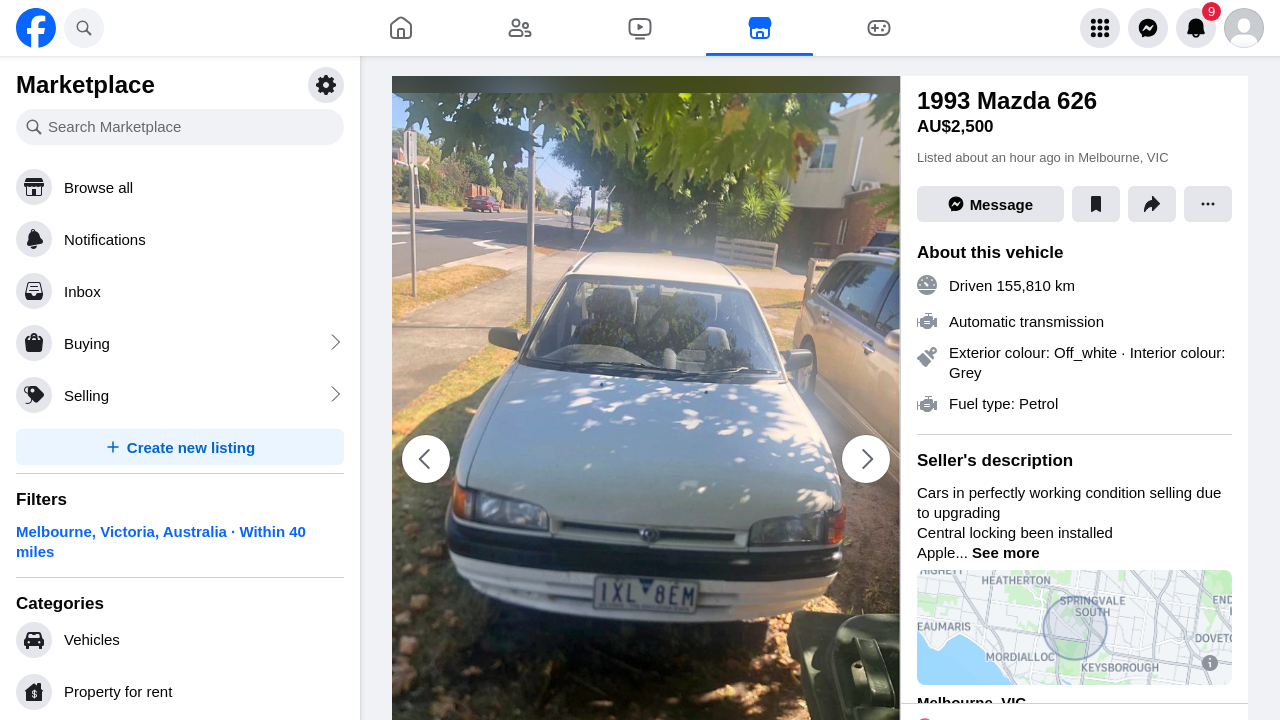 9
Marketplace
Search Marketplace
Browse all
Notifications
Inbox
Buying
Selling
Create new listing
Filters
Melbourne, Victoria, Australia · Within 40
miles
Categories
Vehicles
Property for rent
1XL 8EM
1993 Mazda 626
AU$2,500
Listed about an hour ago in Melbourne, VIC
Message
About this vehicle
Driven 155,810 km
Automatic transmission
Exterior colour: Off_white · Interior colour:
Grey
Fuel type: Petrol
Seller's description
Cars in perfectly working condition selling due
to upgrading
Central locking been installed
Apple... See more
HIGHETT
HEATHERTON
SPRINGVALE
SOUTH
END
EAUMARIS
DOVETO
MORDIALLOC
KEYSBOROUGH
Melbourne, VIC